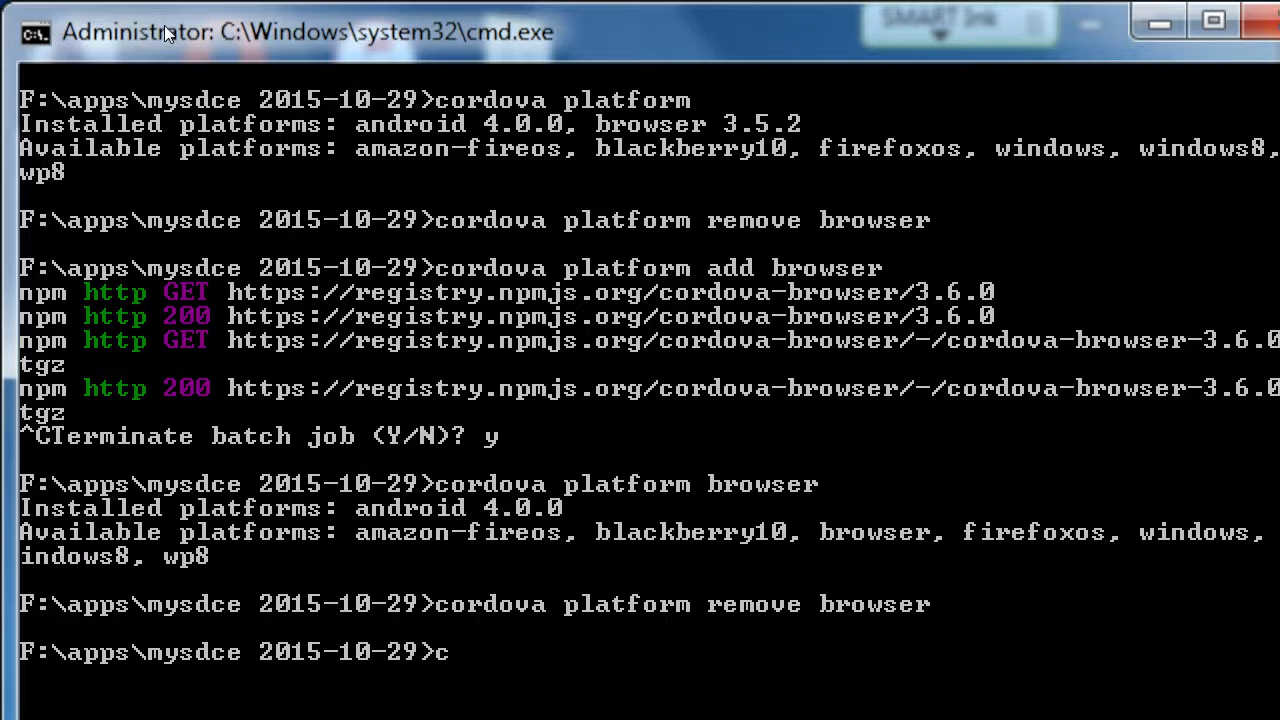 SMART Ink
Administrator: C:\Windows\system32\cmd.exe
F:\apps\mysdce 2015-10-29>cordova platform
Installed platforms: android 4.0.0, browser 3.5.2
Available platforms: amazon-fireos, blackberry10, firefoxos, windows, windows8,
wp8
F:\apps\mysdce 2015-10-29>cordova platform remove browser
F:\apps\mysdce 2015-10-29>cordova platform add browser
npm http GET https://registry.npmjs.org/cordova-browser/3.6.0
npm http 200 https://registry.npmjs.org/cordova-browser/3.6.0
npm http GET https://registry.npmjs.org/cordova-browser/-/cordova-browser-3.6.0
tgz
npm http 200 https://registry.npmjs.org/cordova-browser/-/cordova-browser-3.6.0
tgz
^CTerminate batch job (Y/N)? y
F:\apps\mysdce 2015-10-29>cordova platform browser
Installed platforms: android 4.0.0
Available platforms: amazon-fireos, blackberry10, browser, firefoxos, windows,
indows8, wp8
F:\apps\mysdce 2015-10-29>cordova platform remove browser
F:\apps\mysdce 2015-10-29>c